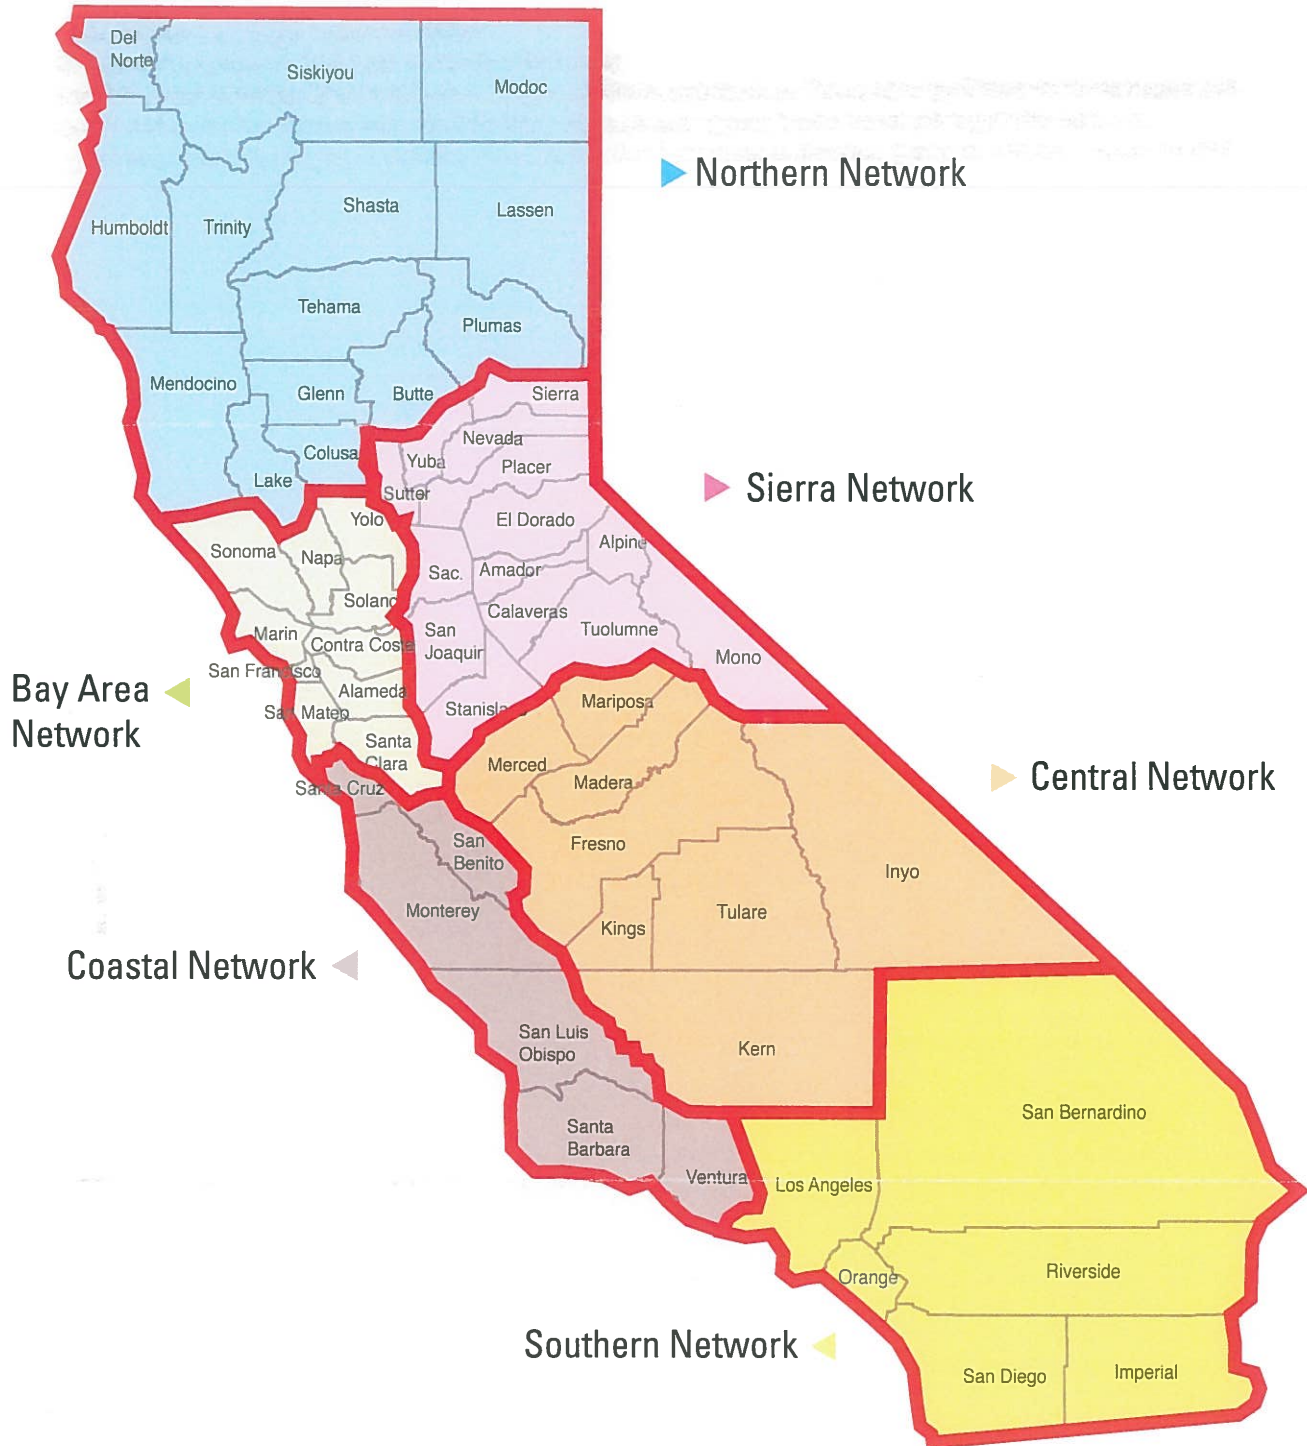 Del
Norte
Siskiyou
Modoc
Northern Network
Humboldt
Trinity
Shasta
Lassen
Tehama
Plumas
Mendocino
Glenn
Butte
Sierra
Colusa
Nevada
Yuba
Placer
Lake
Sutter
Sierra Network
Yolo
El Dorado
Sonoma
Napa
Alpine
Sac.
Amador
Solano
Calaveras
Marin
Contra Costa
San
Joaquin
Tuolumne
Mono
San Francisco
Alameda
Bay Area
Network
San Mateo
Stanisla
Mariposa
Santa
Clara
Merced
Madera
Central Network
Santa Cruz
San
Benito
Fresno
Inyo
Monterey
Kings
Tulare
Coastal Network
San Luis
Obispo
Kern
Santa
Barbara
San Bernardino
Ventura
Los Angeles
Orange
Riverside
Southern Network
San Diego
Imperial